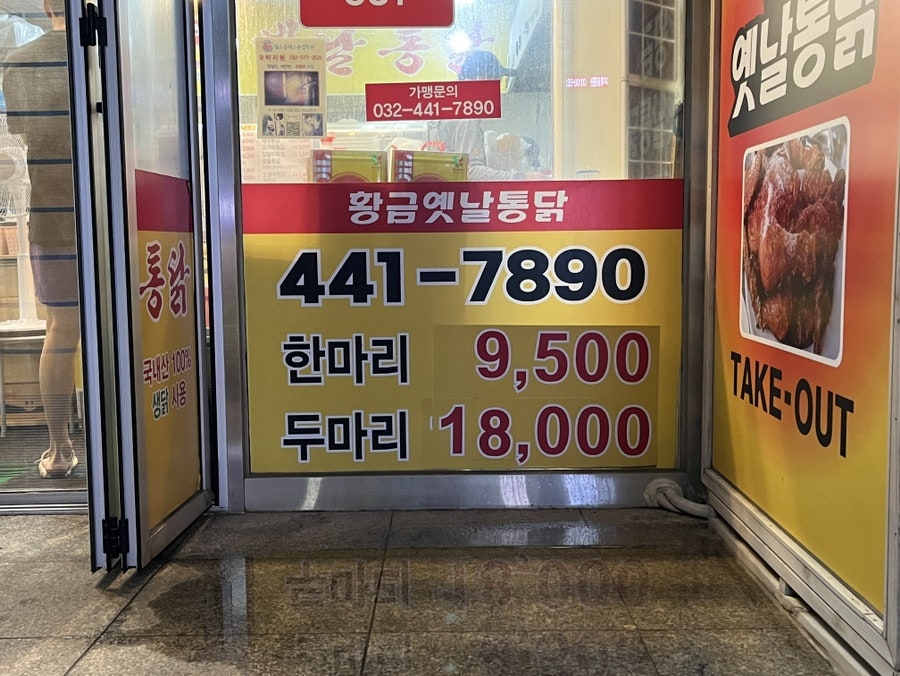 가맹문의
032-441-7890
황금옛날통닭
441-7890
한마리 9,500
두마리 18,000
통닭
국내산 100%
생닭 사용
옛날통닭
TAKE-OUT